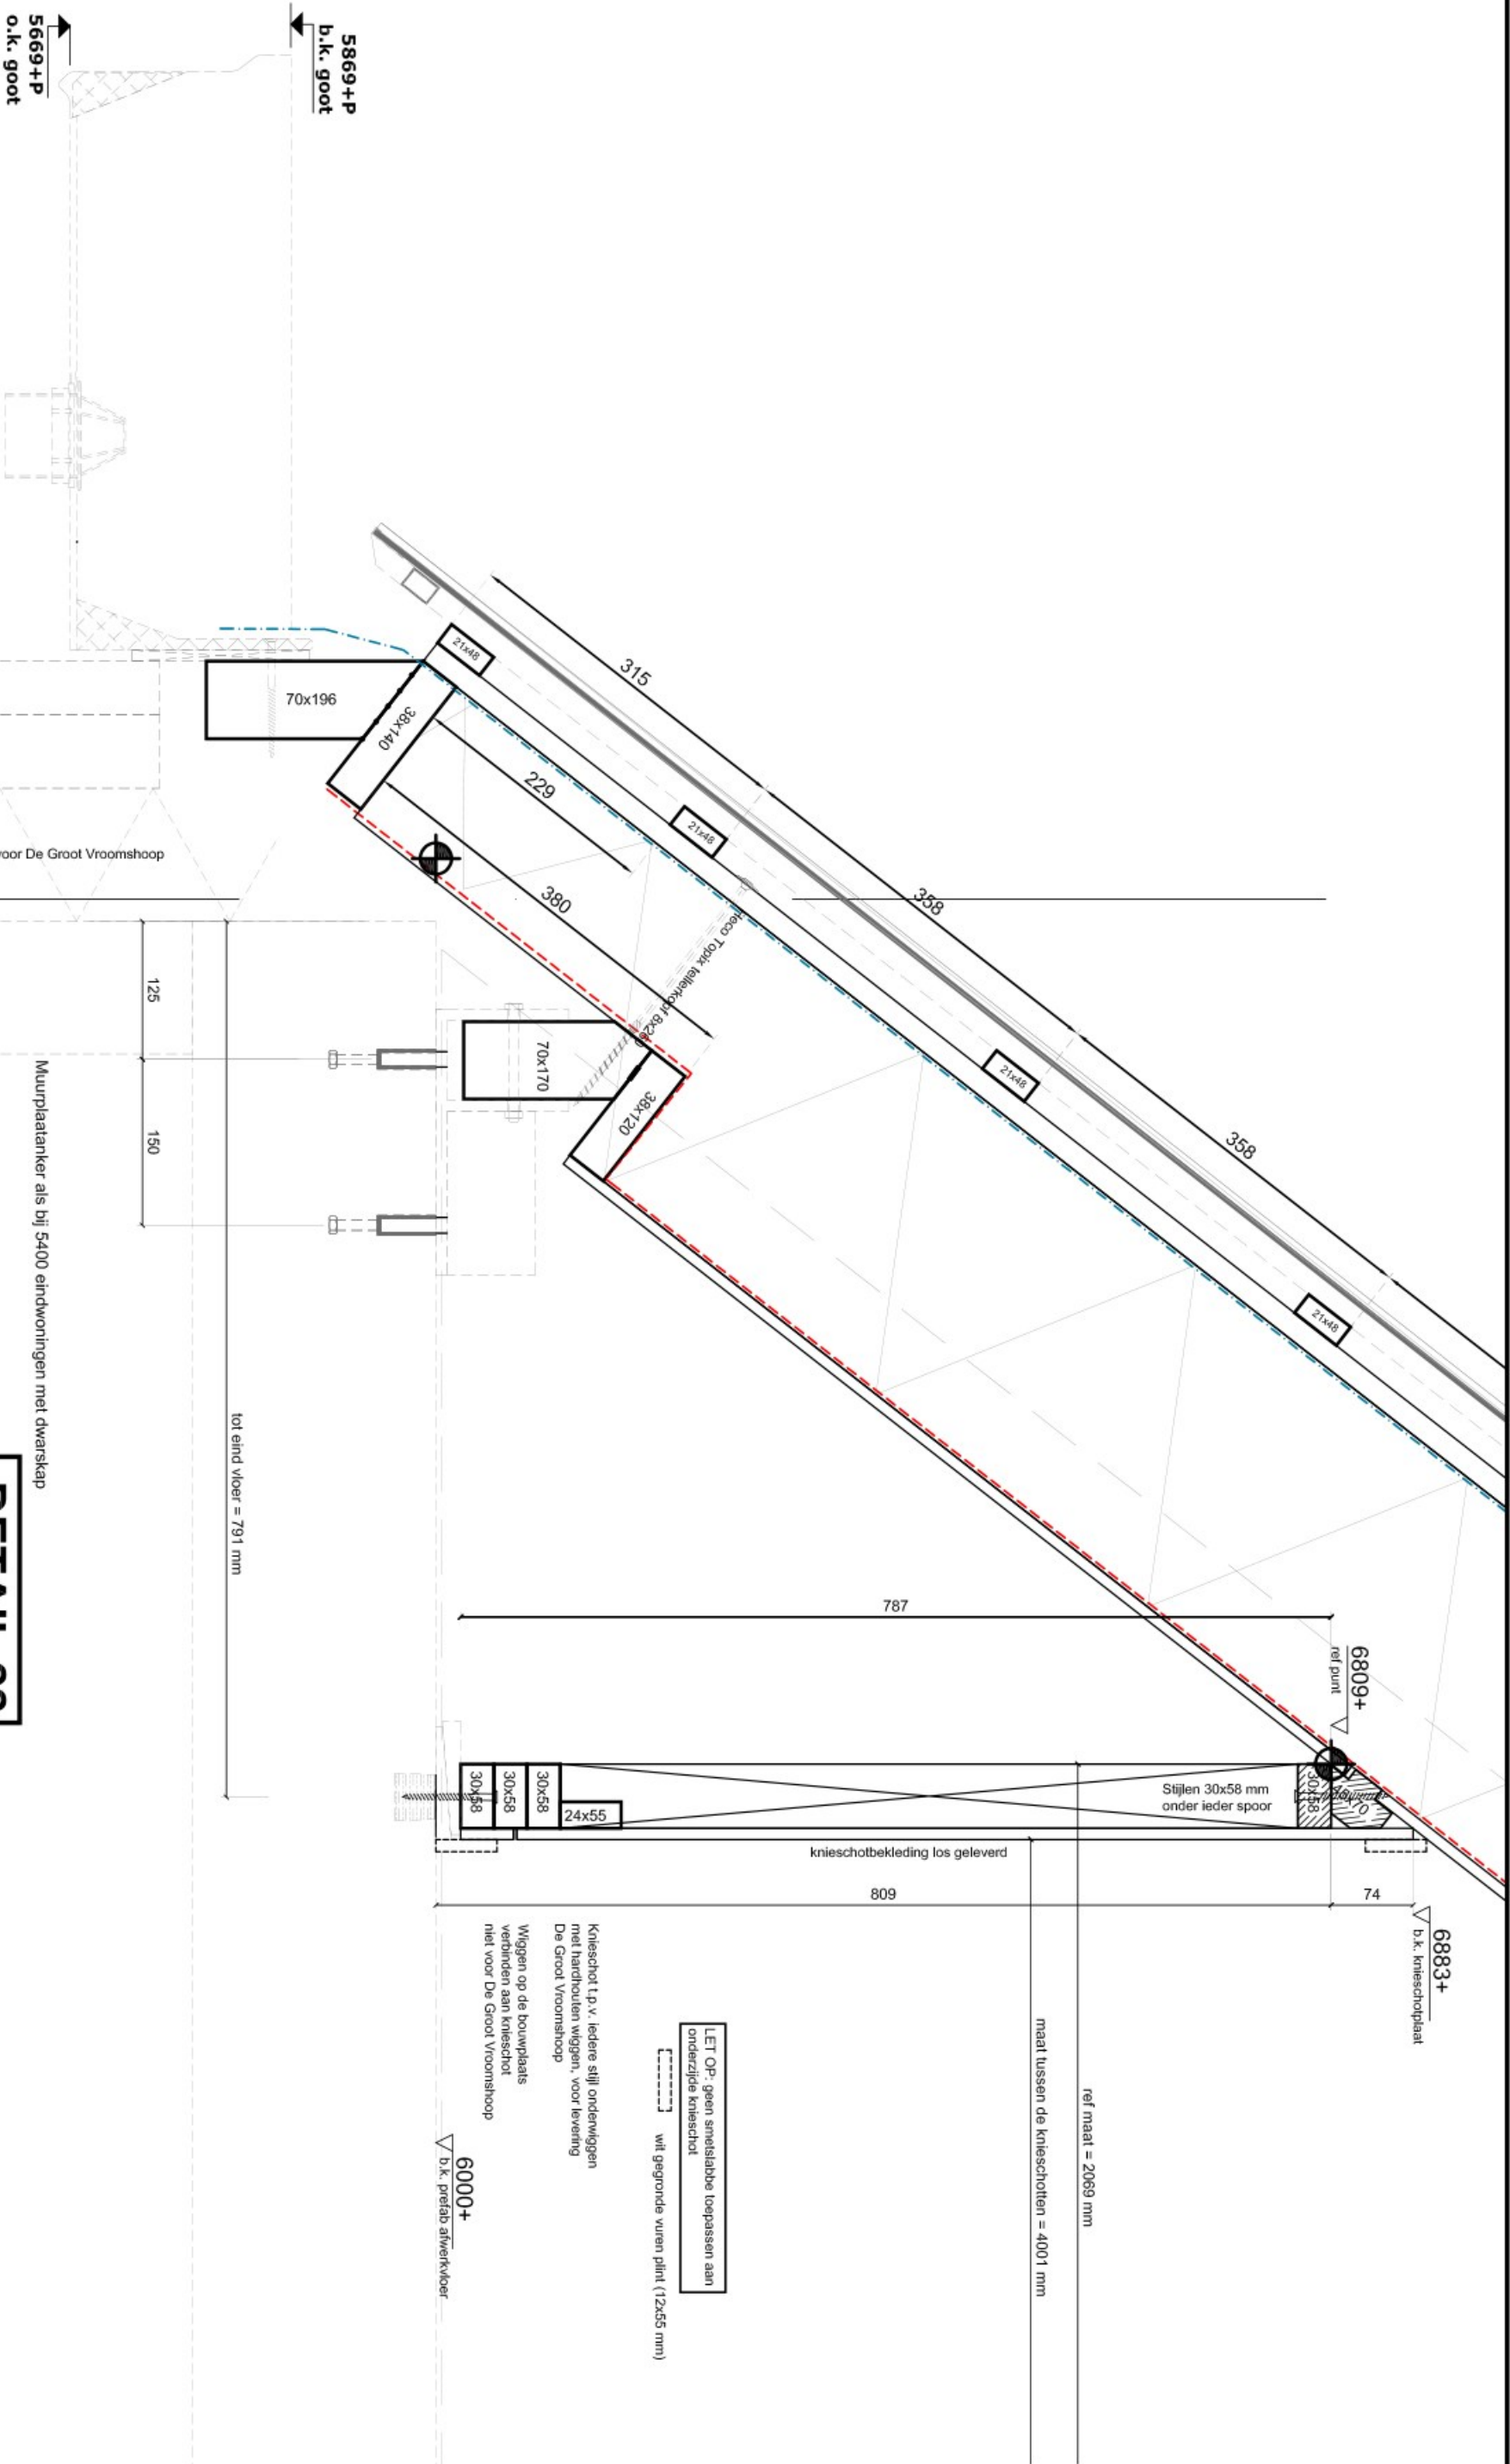 5869+P
b.k. goot
5669+P
o.k. goot
315
358
358
21x48
21x48
21x48
21x48
70x196
38x140
229
380
Heco Topix tellerkopf 8x260
70x170
38x120
voor De Groot Vroomshoop
125
150
Muurplaatanker als bij 5400 eindwoningen met dwarskap
tot eind vloer = 791 mm
787
6809+
ref punt
30x58
30x58
30x58
24x55
Stijlen 30x58 mm
onder ieder spoor
30x58
knieschotbekleding los geleverd
809
74
6883+
b.k. knieschotplaat
Knieschot t.p.v. iedere stijl onderwiggen
met hardhouten wiggen, voor levering
De Groot Vroomshoop
Wiggen op de bouwplaats
verbinden aan knieschot
niet voor De Groot Vroomshoop
LET OP: geen smetslabbe toepassen aan
onderzijde knieschot
wit gegronde vuren plint (12x55 mm)
maat tussen de knieschotten = 4001 mm
ref maat = 2069 mm
6000+
b.k. prefab afwerkvloer
DETAIL